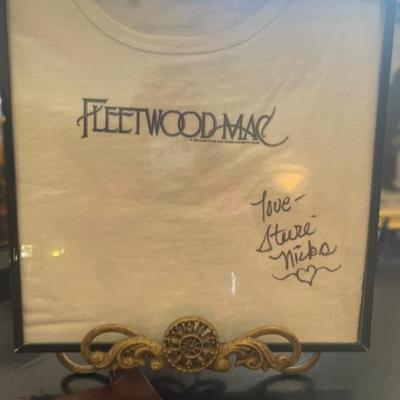 FLEETWOOD MAC
Love-
Stevie
Nicks